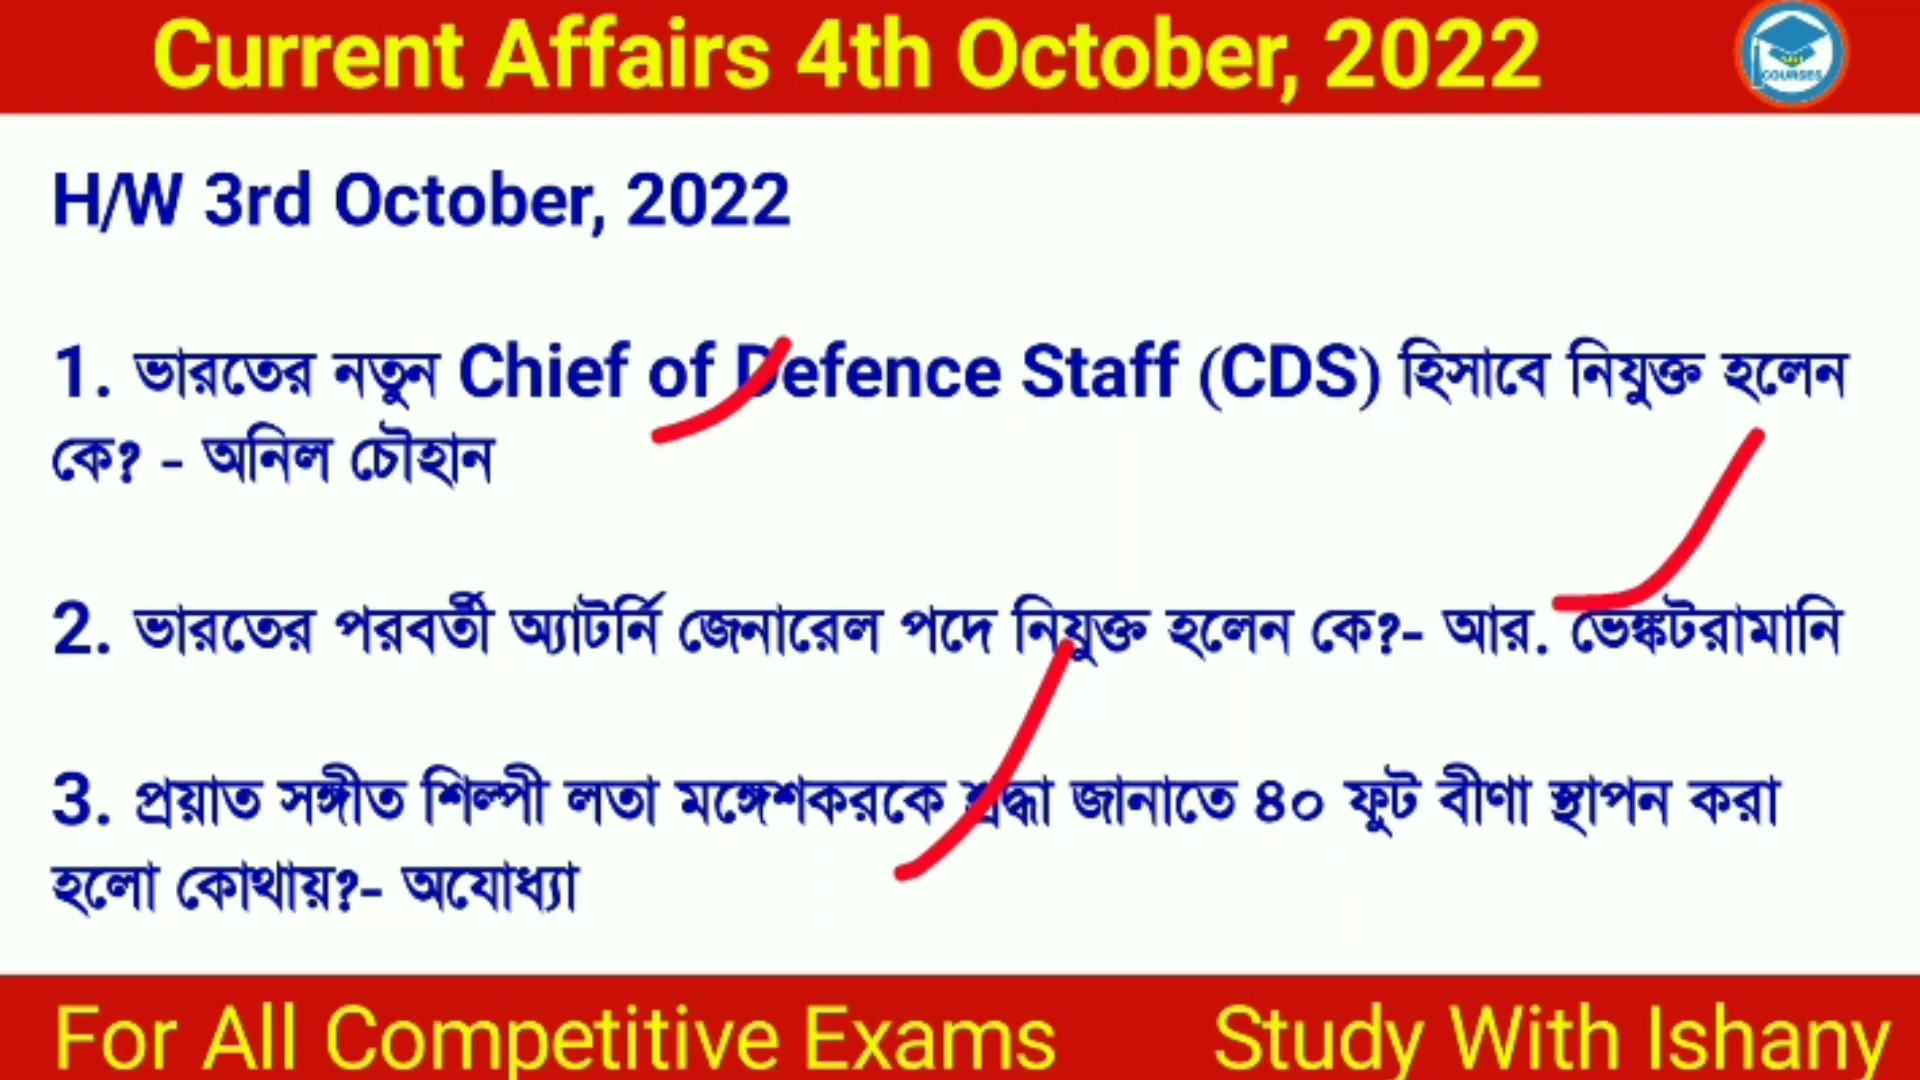 Current Affairs 4th October, 2022
COURSES
H/W 3rd October, 2022
1. ভারতের নতুন Chief of Defence Staff (CDS) হিসাবে নিযুক্ত হলেন
কে? - অনিল চৌহান
2. ভারতের পরবর্তী অ্যাটর্নি জেনারেল পদে নিযুক্ত হলেন কে?- আর. ভেঙ্কটরামানি
3. প্রয়াত সঙ্গীত শিল্পী লতা মঙ্গেশকরকে শ্রদ্ধা জানাতে ৪০ ফুট বীণা স্থাপন করা
হলো কোথায়?- অযোধ্যা
For All Competitive Exams Study With Ishany